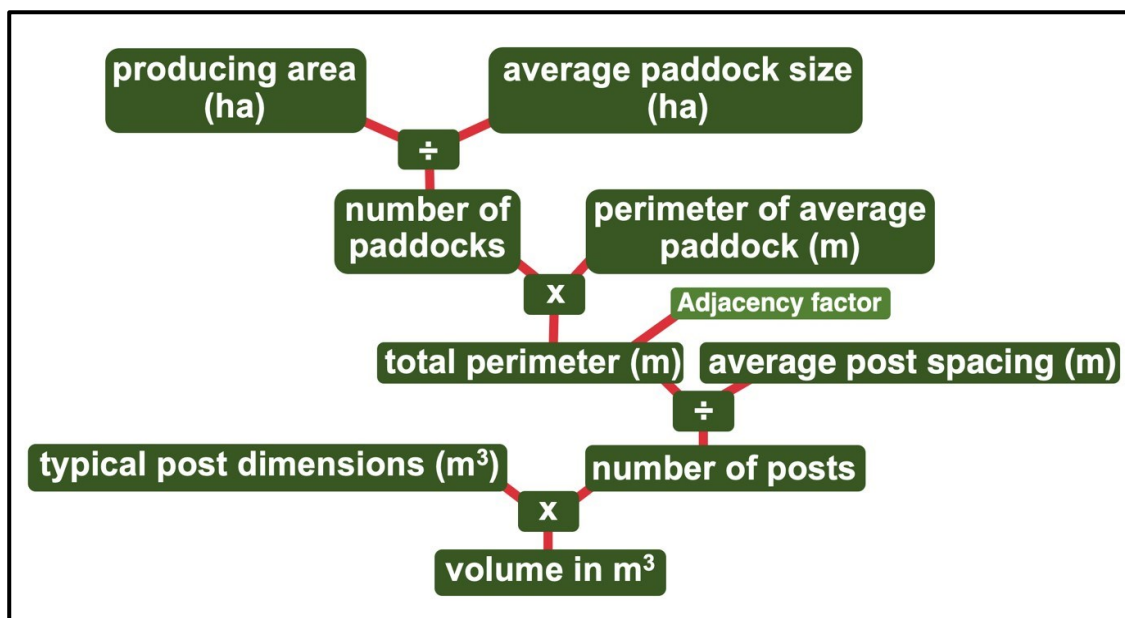 producing area
(ha)
average paddock size
(ha)
÷
number of
paddocks
perimeter of average
paddock (m)
x
Adjacency factor
total perimeter (m)
average post spacing (m)
÷
typical post dimensions (m³)
number of posts
x
volume in m³